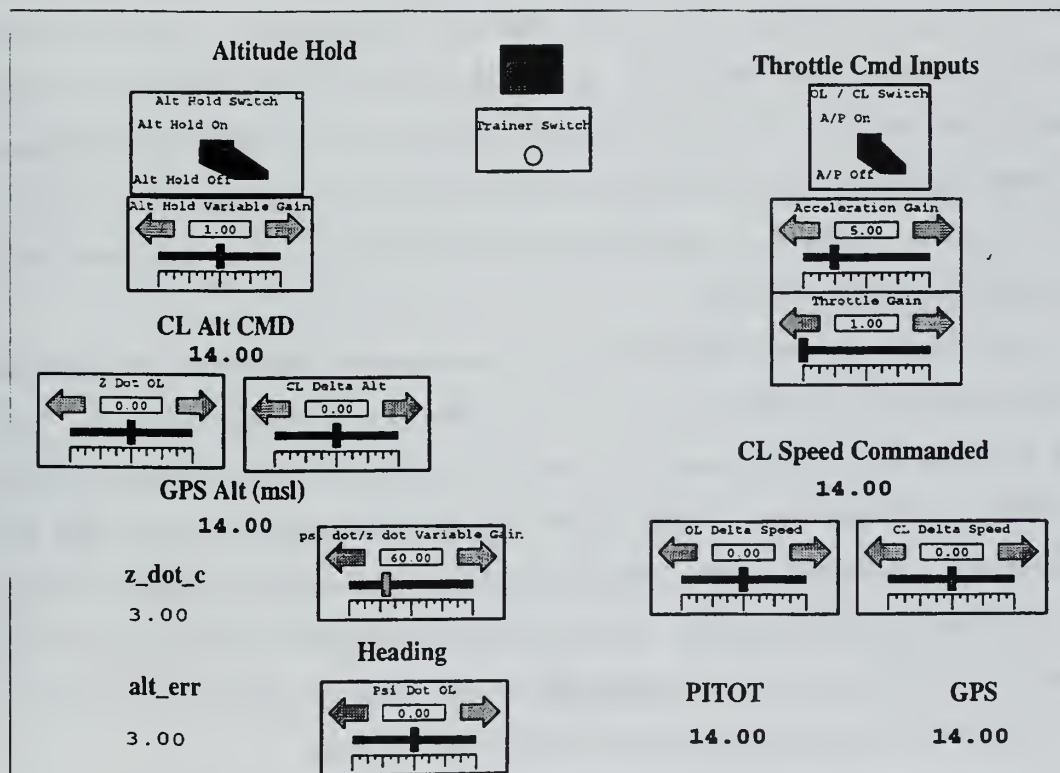 Altitude Hold
Alt Hold Switch
Alt Hold On
Alt Hold Off
Alt Hold Variable Gain
1.00
CL Alt CMD
14.00
Z Dot OL
0.00
CL Delta Alt
0.00
GPS Alt (msl)
14.00
psi dot/z dot Variable Gain
60.00
z_dot_c
3.00
Heading
alt_err
3.00
Psi Dot OL
0.00
Trainer Switch
Throttle Cmd Inputs
OL / CL Switch
A/P On
A/P Off
Acceleration Gain
5.00
Throttle Gain
1.00
CL Speed Commanded
14.00
OL Delta Speed
0.00
CL Delta Speed
0.00
PITOT
14.00
GPS
14.00